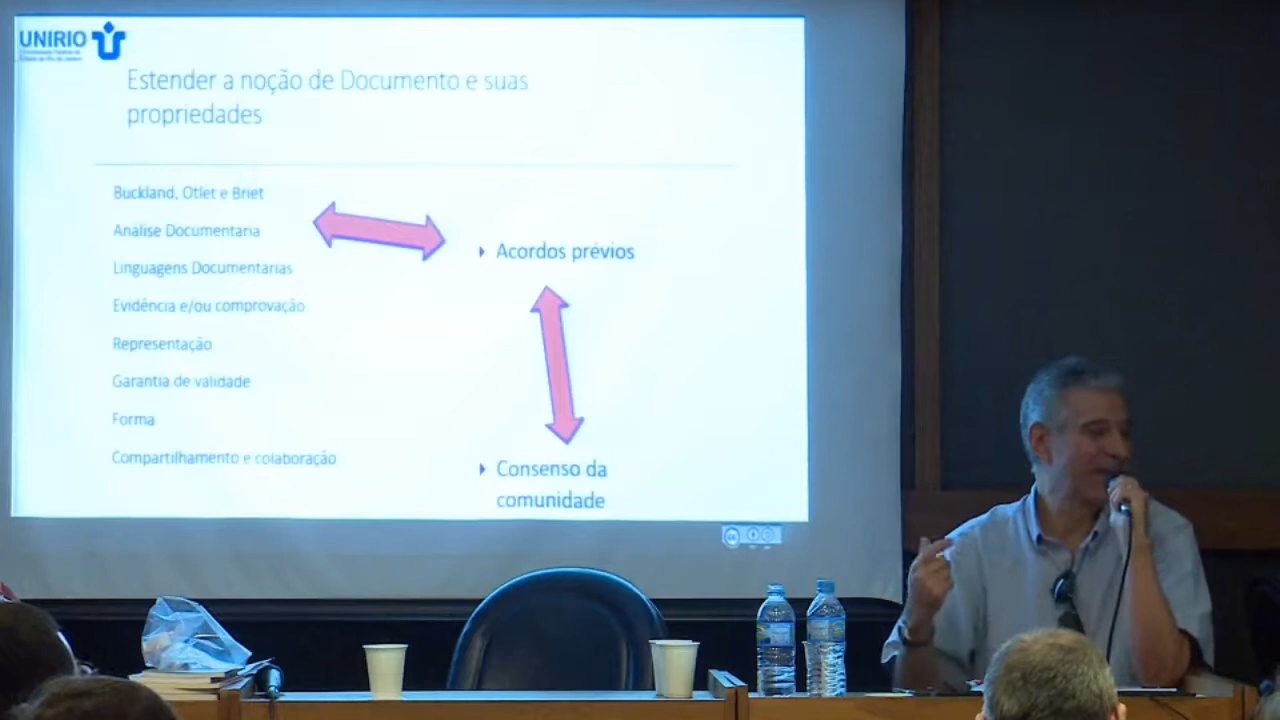 UNIRIO
Estender a noção de Documento e suas
propriedades
Buckland, Otlet e Briet
Análise Documentaria
Linguagens Documentarias
Evidência e/ou comprovação
Representação
Garantia de validade
Forma
Compartilhamento e colaboração
Acordos prévios
Consenso da
comunidade